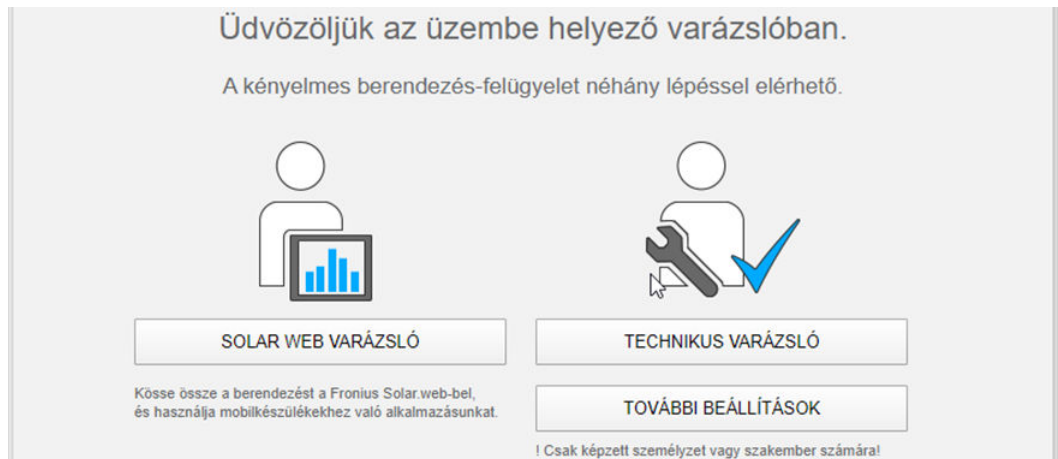 Üdvözöljük az üzembe helyező varázslóban.
A kényelmes berendezés-felügyelet néhány lépéssel elérhető.
SOLAR WEB VARÁZSLÓ
Kösse össze a berendezést a Fronius Solar.web-bel,
és használja mobilkészülékekhez való alkalmazásunkat.
TECHNIKUS VARÁZSLÓ
TOVÁBBI BEÁLLÍTÁSOK
! Csak képzett személyzet vagy szakember számára!